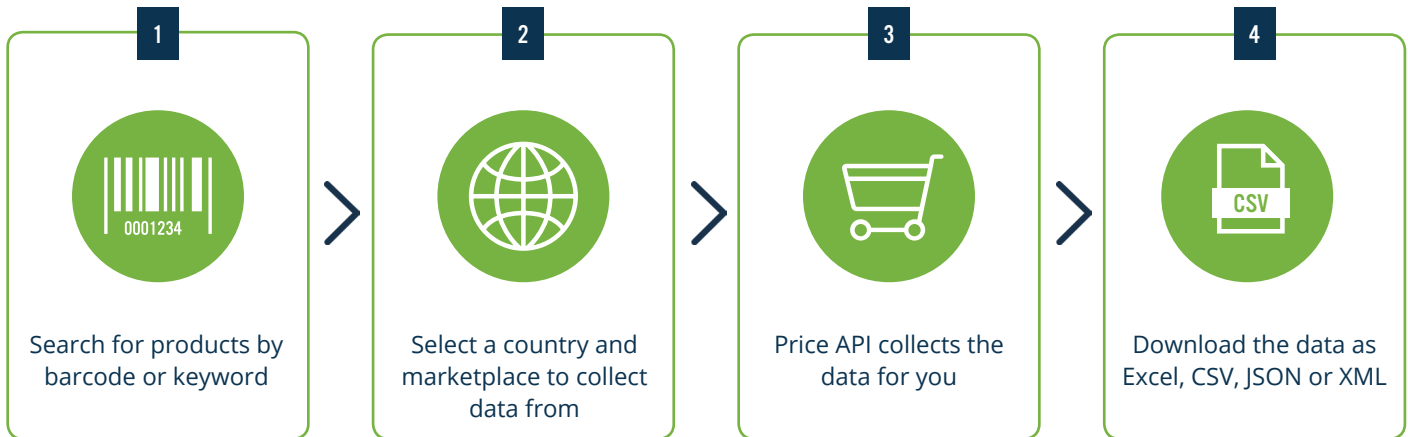 1
0001234
Search for products by
barcode or keyword
2
Select a country and
marketplace to collect
data from
3
Price API collects the
data for you
4
CSV
Download the data as
Excel, CSV, JSON or XML